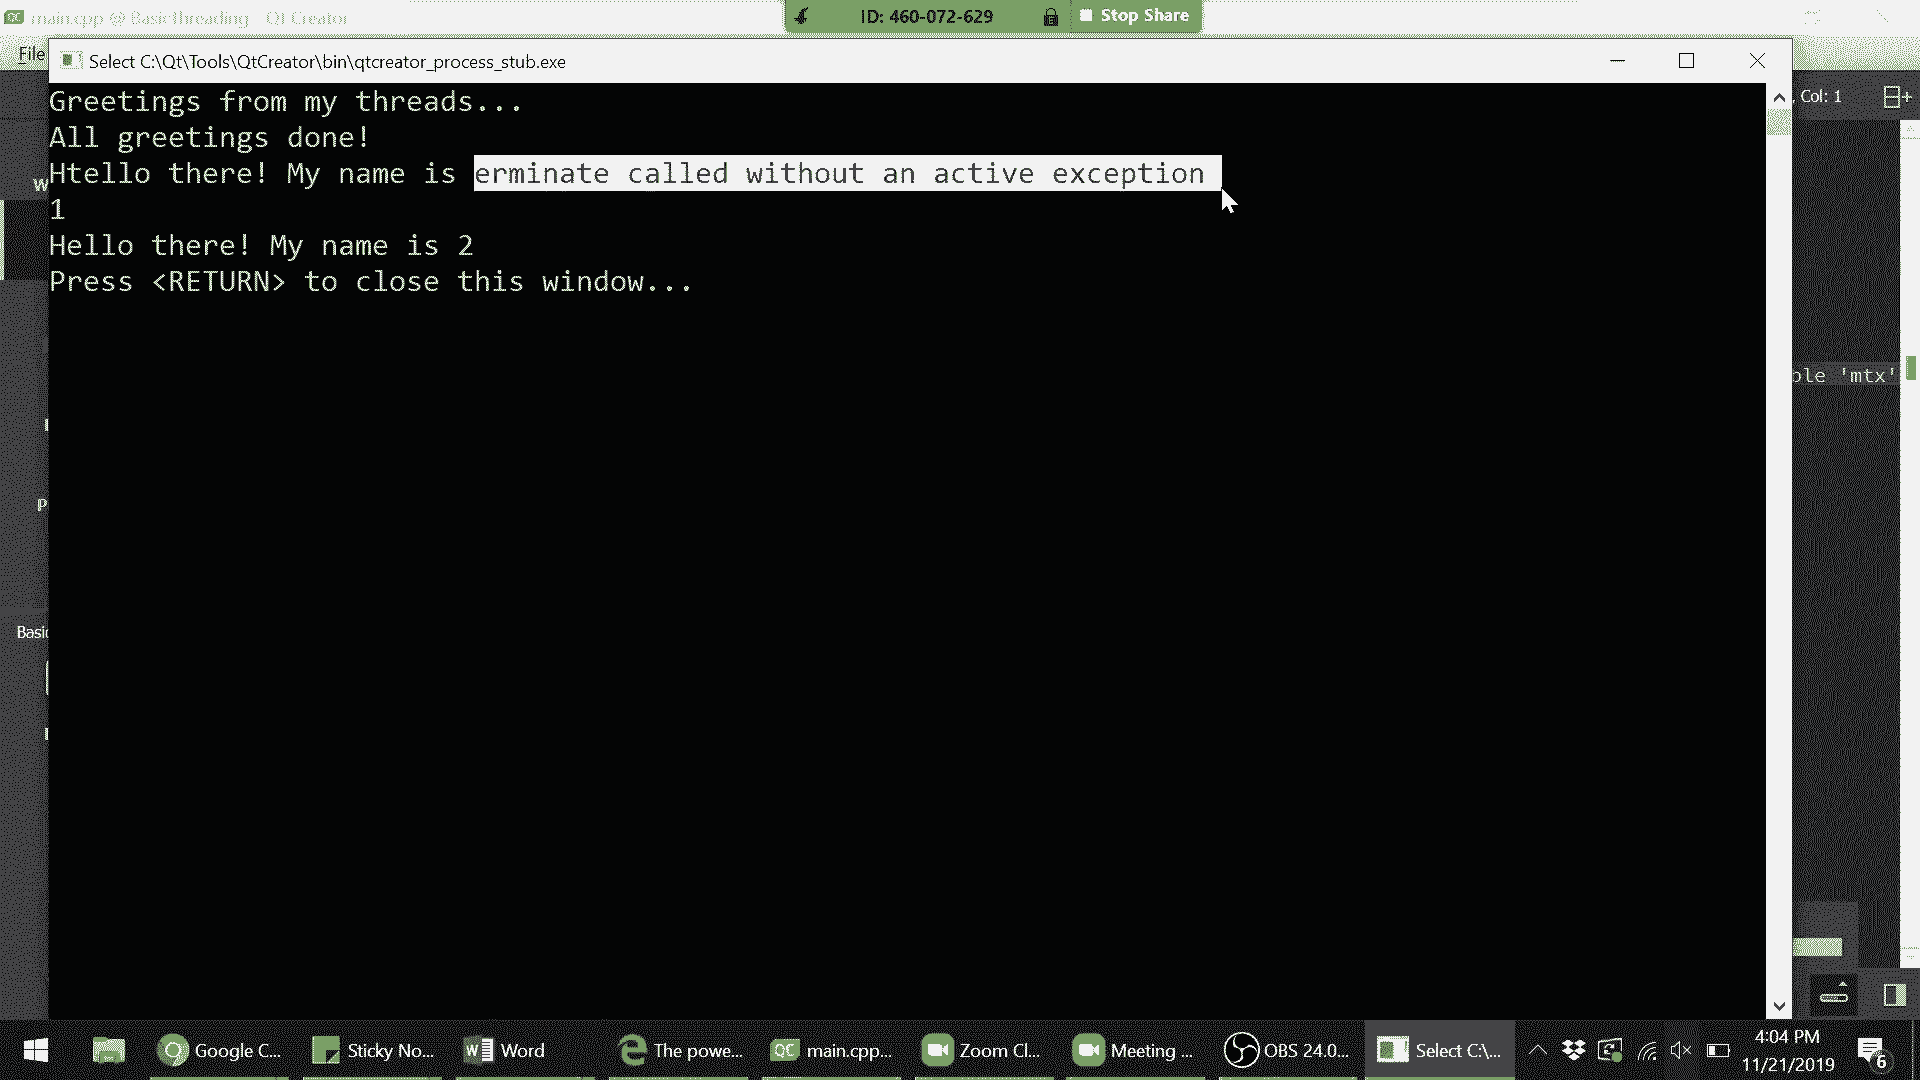 main.cpp @ BasicThreading - Qt Creator
ID: 460-072-629
Stop Share
File
Select C:\Qt\Tools\QtCreator\bin\qtcreator_process_stub.exe
, Col: 1
Greetings from my threads...
All greetings done!
Htello there! My name is erminate called without an active exception
1
Hello there! My name is 2
Press <RETURN> to close this window...
ble 'mtx'
Basic
Google C...
Sticky No...
Word
The powe...
main.cpp...
Zoom Cl...
Meeting ...
OBS 24.0...
Select C:\...
4:04 PM
11/21/2019
6